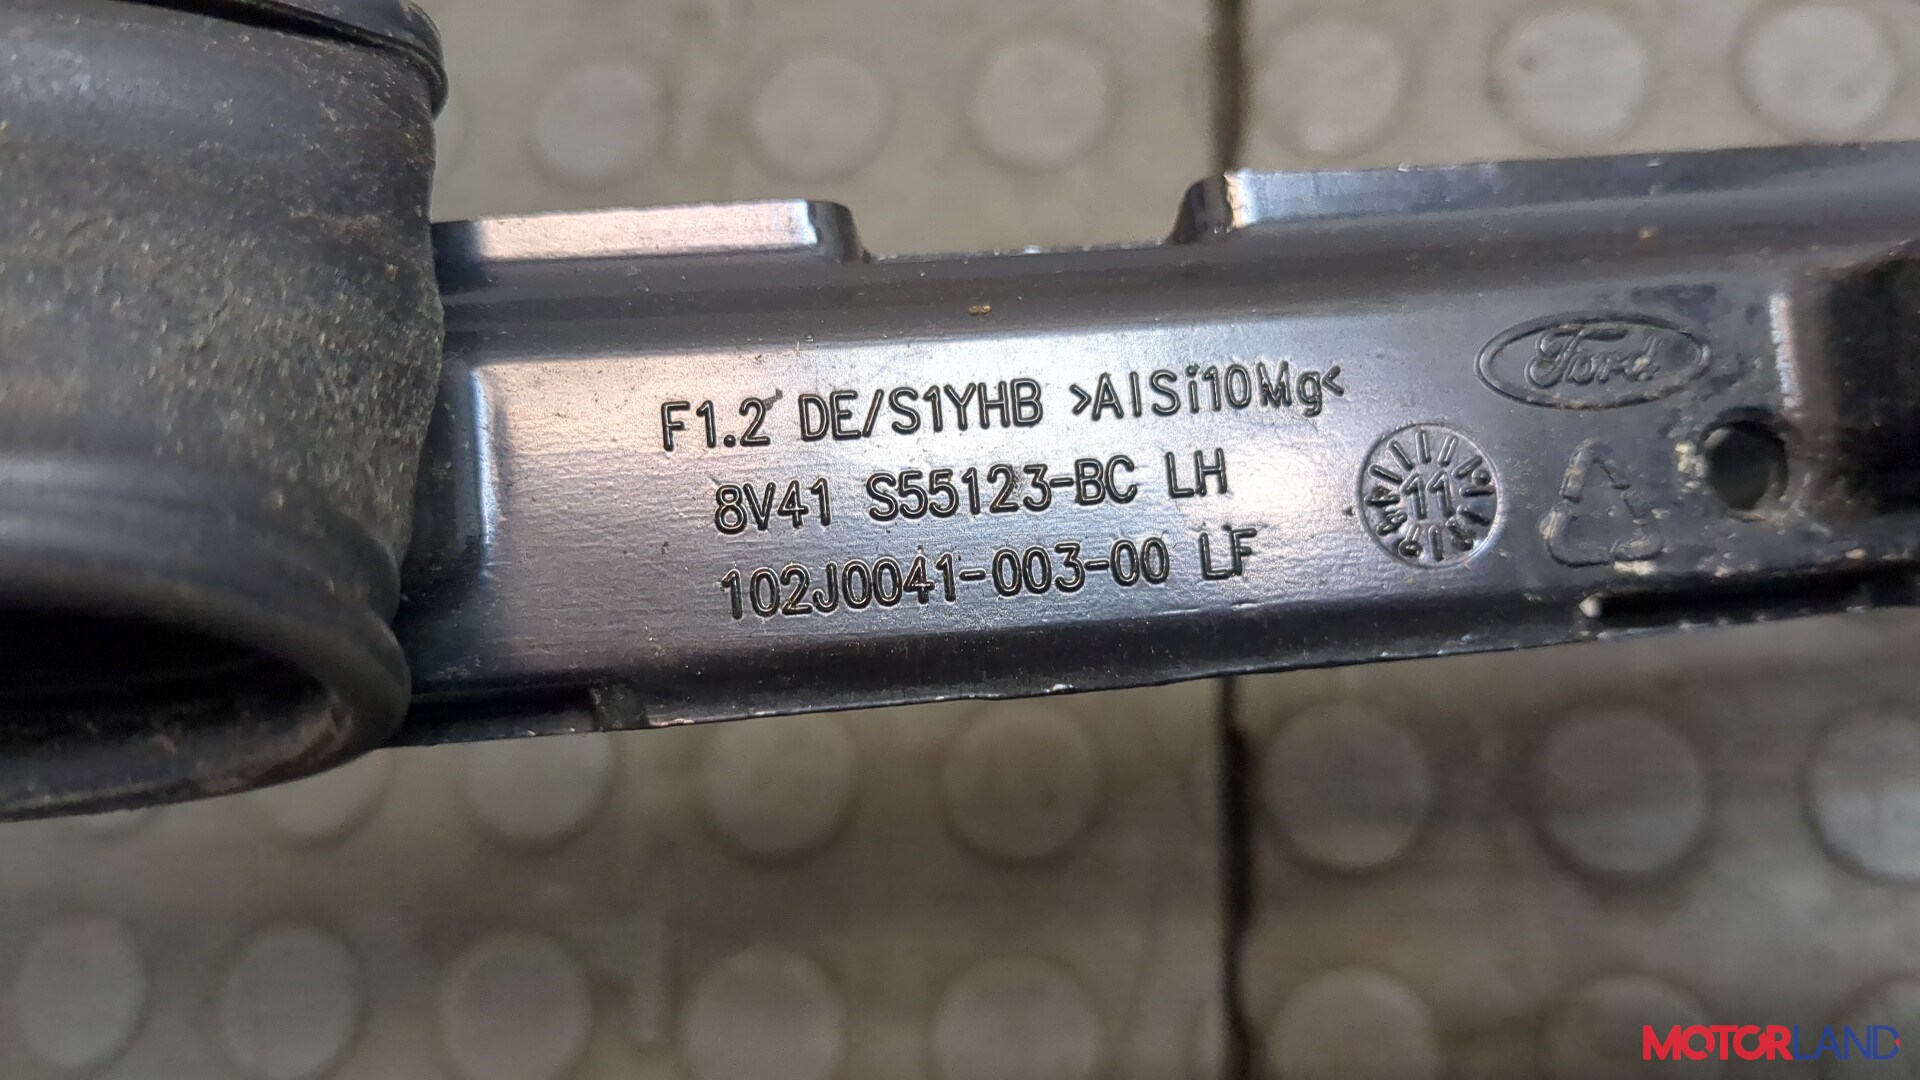 F1.2 DE/S1YHB >AlSi10Mg<
8V41 S55123-BC LH
102J0041-003-00 LF
Ford
11
MOTORLAND